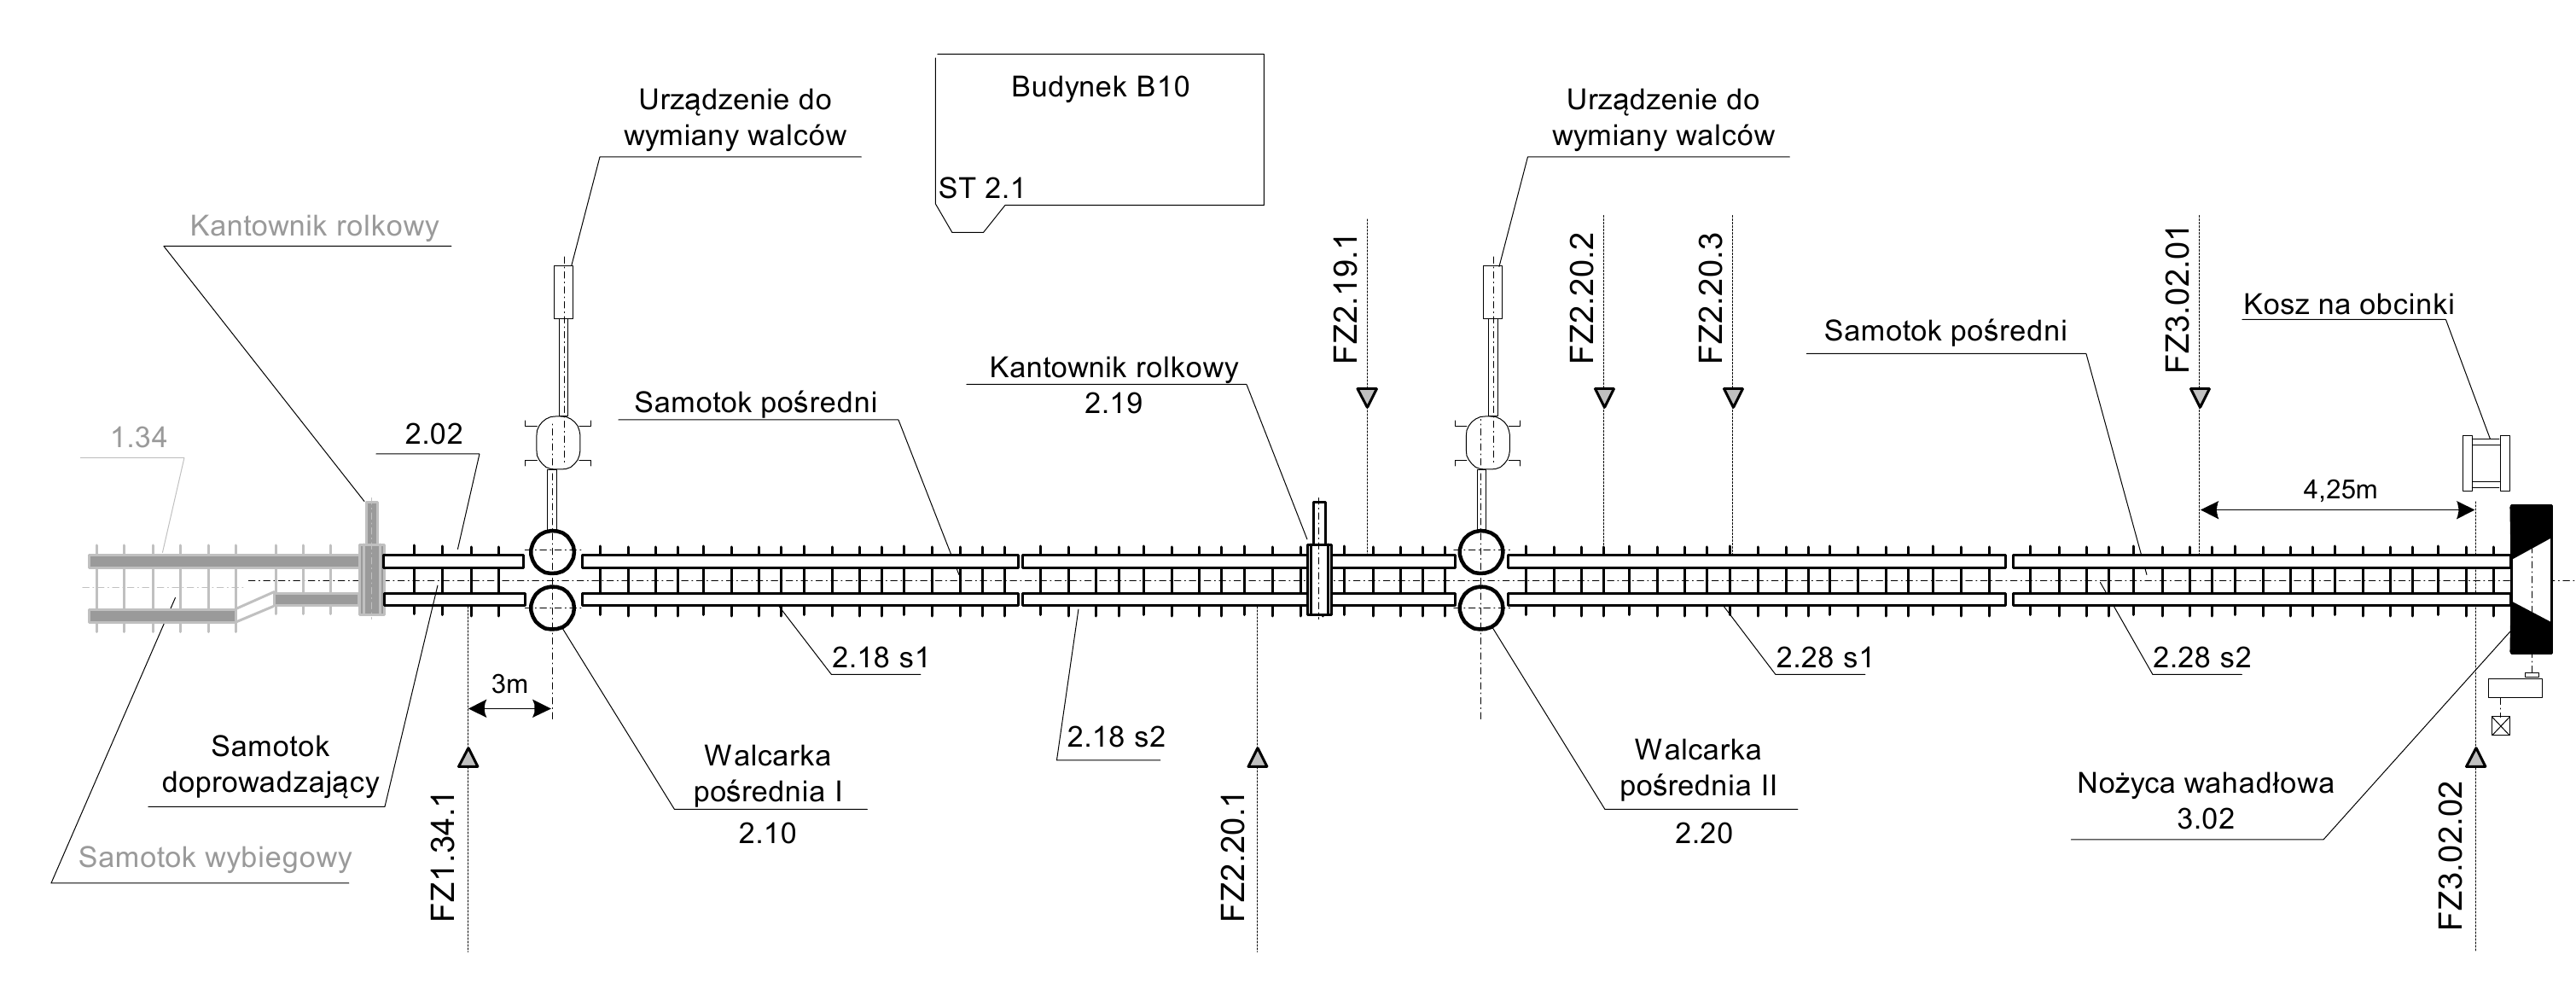 Budynek B10
ST 2.1
Urządzenie do
wymiany walców
Urządzenie do
wymiany walców
Kantownik rolkowy
FZ2.19.1
FZ2.20.2
FZ2.20.3
FZ3.02.01
Kosz na obcinki
Samotok pośredni
Kantownik rolkowy
2.19
Samotok pośredni
1.34
2.02
4,25m
2.18 s1
2.28 s1
2.28 s2
3m
2.18 s2
Samotok
doprowadzający
Walcarka
pośrednia I
2.10
Walcarka
pośrednia II
2.20
Nożyca wahadłowa
3.02
Samotok wybiegowy
FZ1.34.1
FZ2.20.1
FZ3.02.02